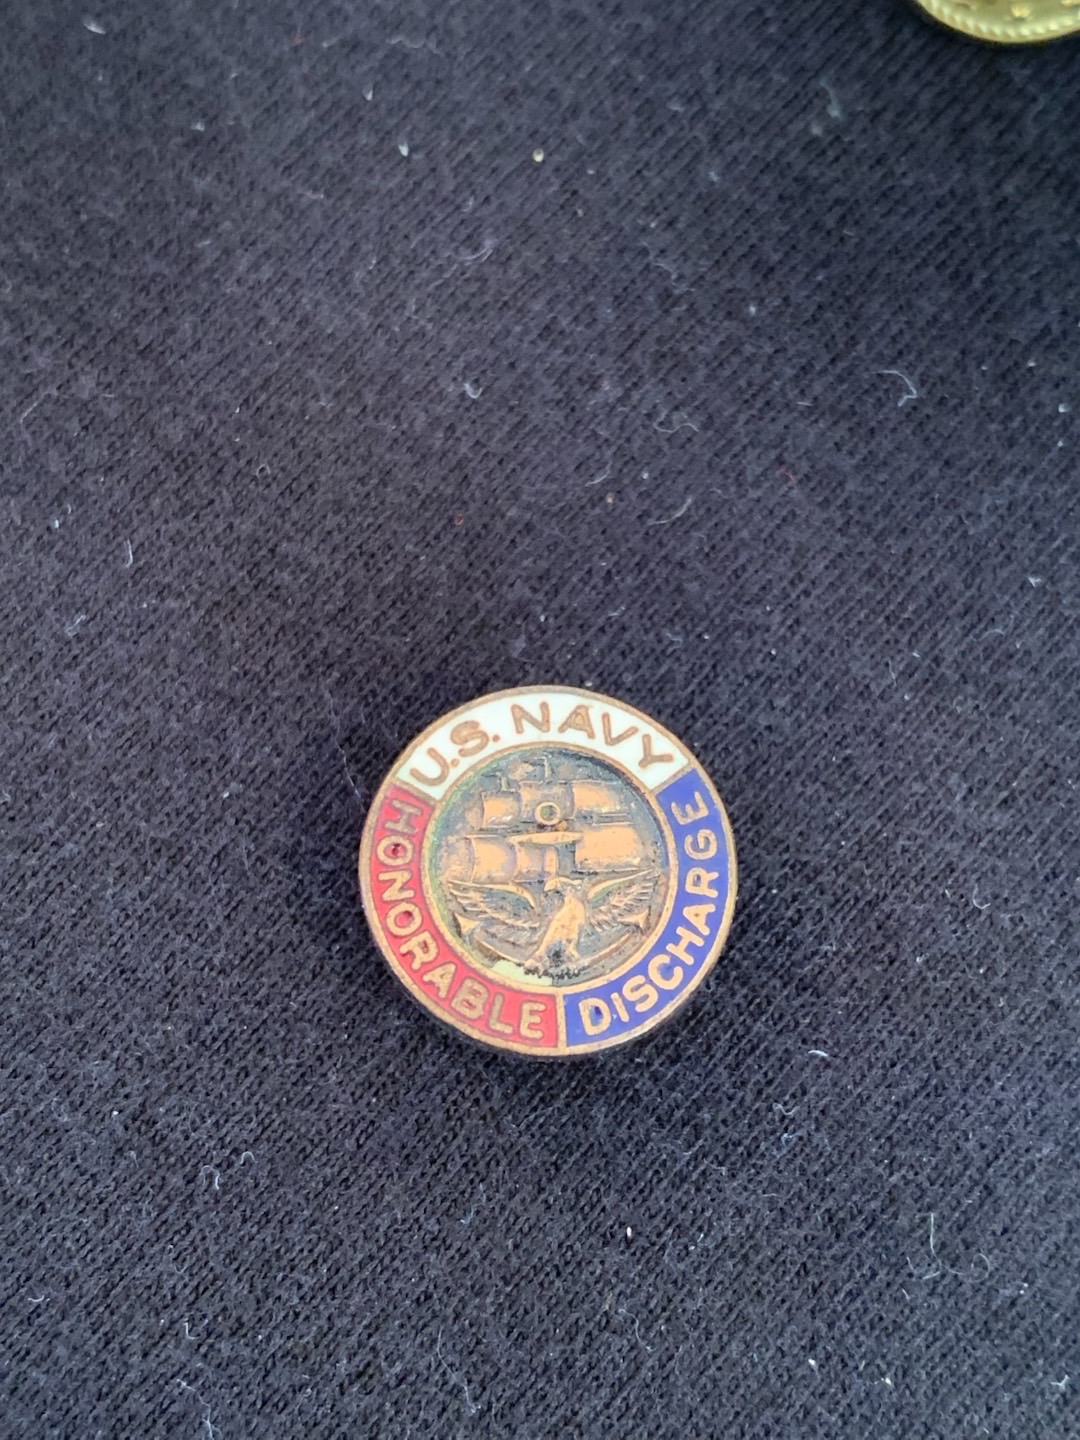 U.S. NAVY
HONORABLE
DISCHARGE